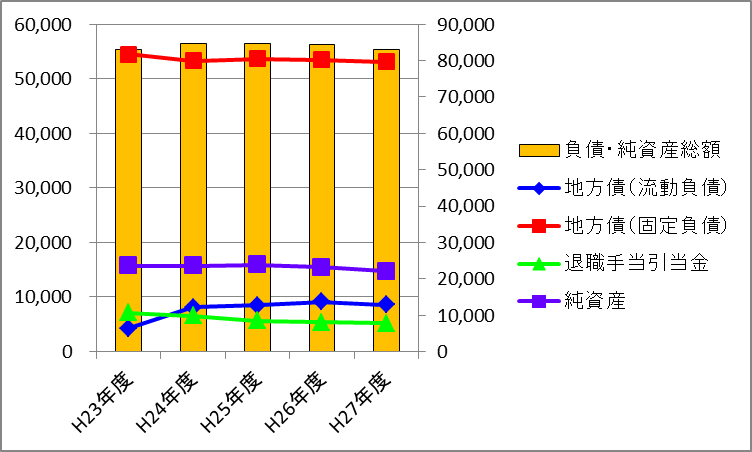 60,000
50,000
40,000
30,000
20,000
10,000
0
90,000
80,000
70,000
60,000
50,000
40,000
30,000
20,000
10,000
0
H23年度
H24年度
H25年度
H26年度
H27年度
負債・純資産総額
地方債(流動負債)
地方債(固定負債)
退職手当引当金
純資産